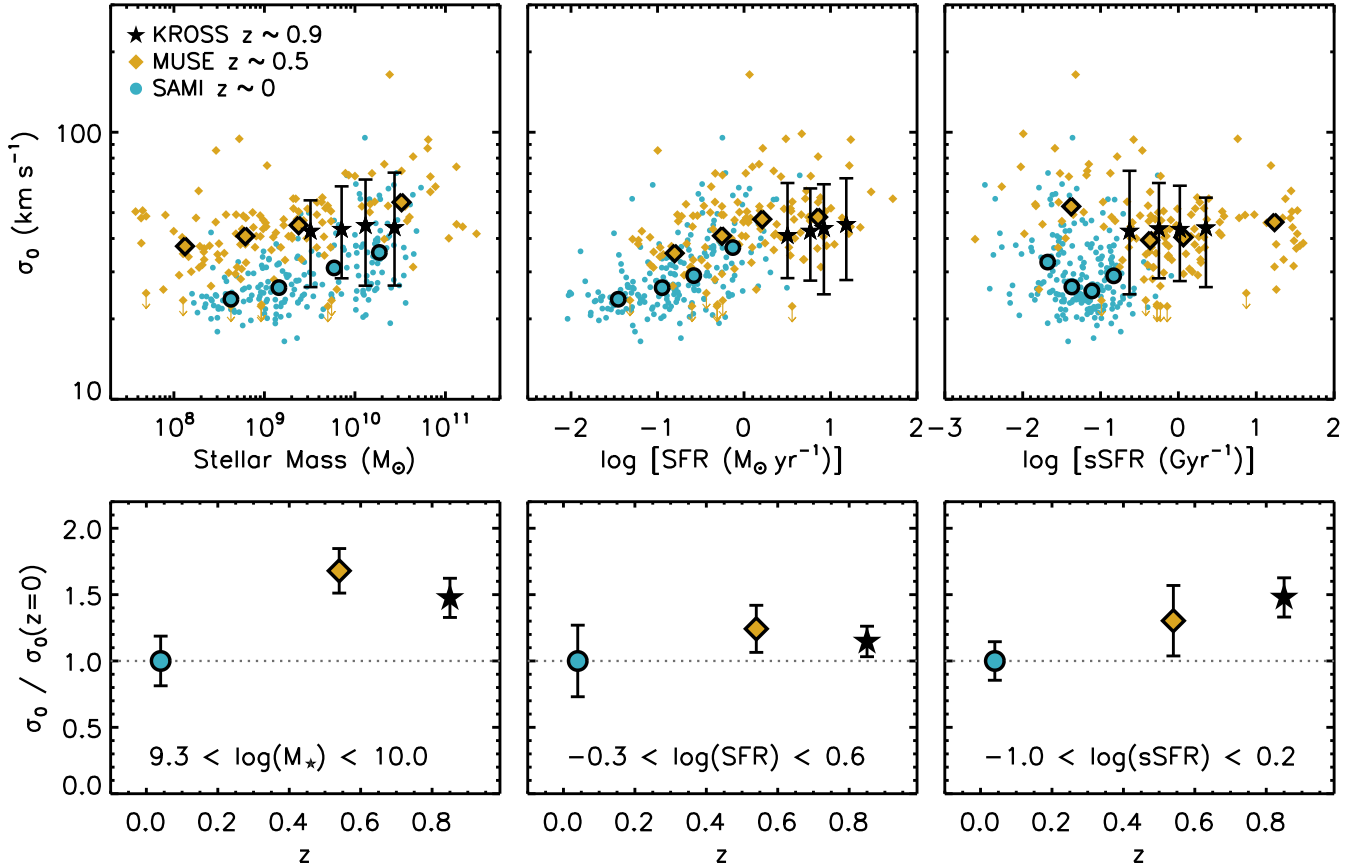 ★ KROSS z ~ 0.9
◆ MUSE z ~ 0.5
● SAMI z ~ 0
σ₀ (km s⁻¹)
100
10
10⁸ 10⁹ 10¹⁰ 10¹¹
Stellar Mass (M⊙)
−2 −1 0 1 2
log [SFR (M⊙ yr⁻¹)]
−3 −2 −1 0 1 2
log [sSFR (Gyr⁻¹)]
σ₀ / σ₀(z=0)
2.0
1.5
1.0
0.5
0.0
9.3 < log(M⋆) < 10.0
−0.3 < log(SFR) < 0.6
−1.0 < log(sSFR) < 0.2
0.0 0.2 0.4 0.6 0.8
0.0 0.2 0.4 0.6 0.8
0.0 0.2 0.4 0.6 0.8
z
z
z